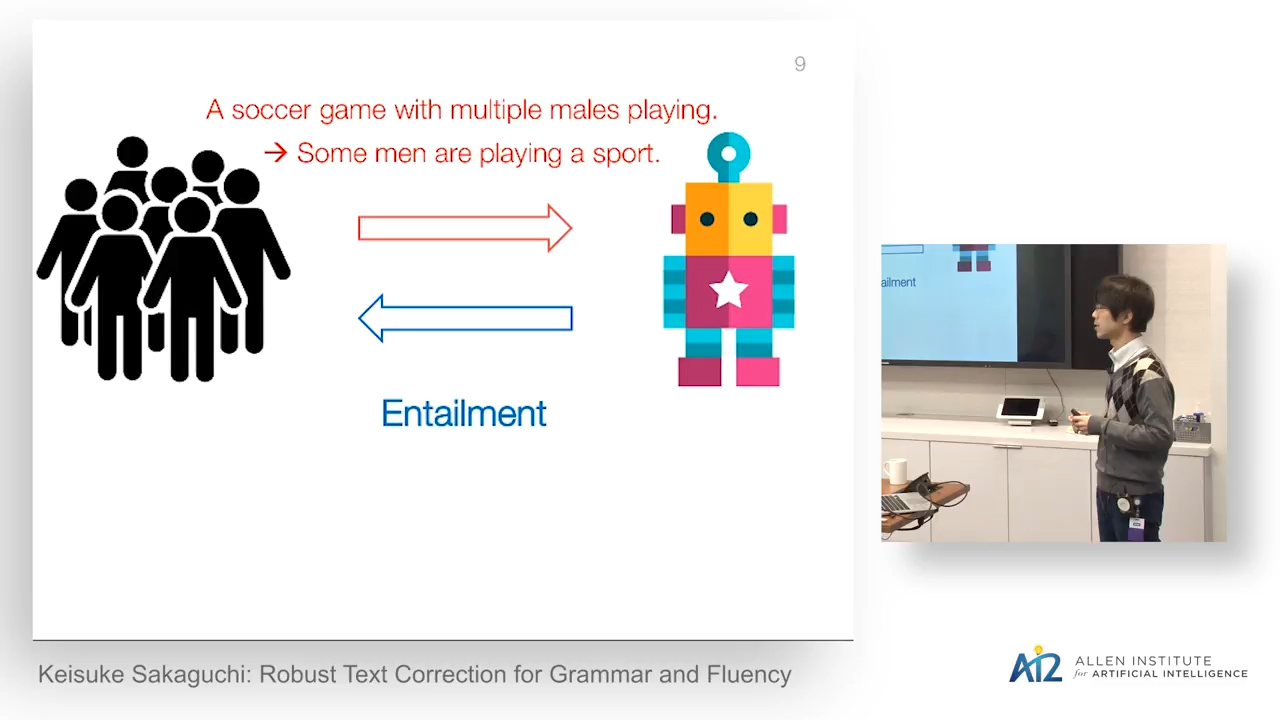 9
A soccer game with multiple males playing.
→ Some men are playing a sport.
Entailment
ailment
Keisuke Sakaguchi: Robust Text Correction for Grammar and Fluency
AI2 ALLEN INSTITUTE
for ARTIFICIAL INTELLIGENCE